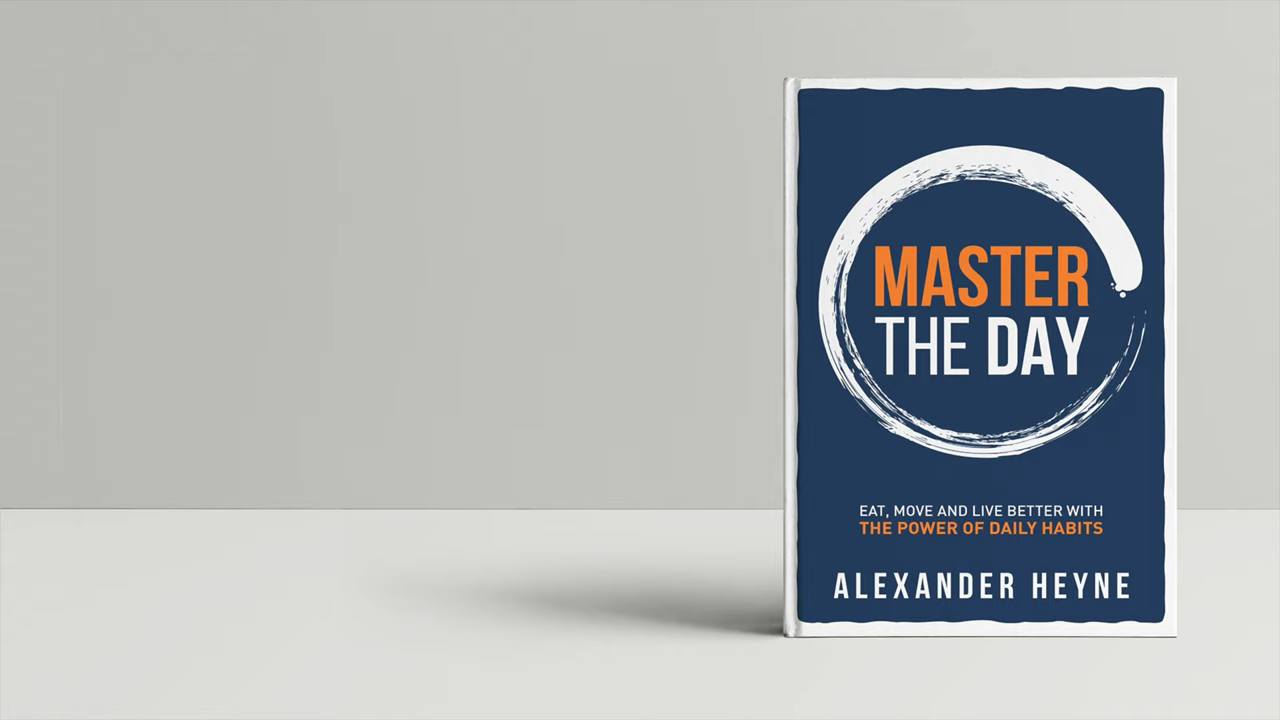 MASTER
THE DAY
EAT, MOVE AND LIVE BETTER WITH
THE POWER OF DAILY HABITS
ALEXANDER HEYNE